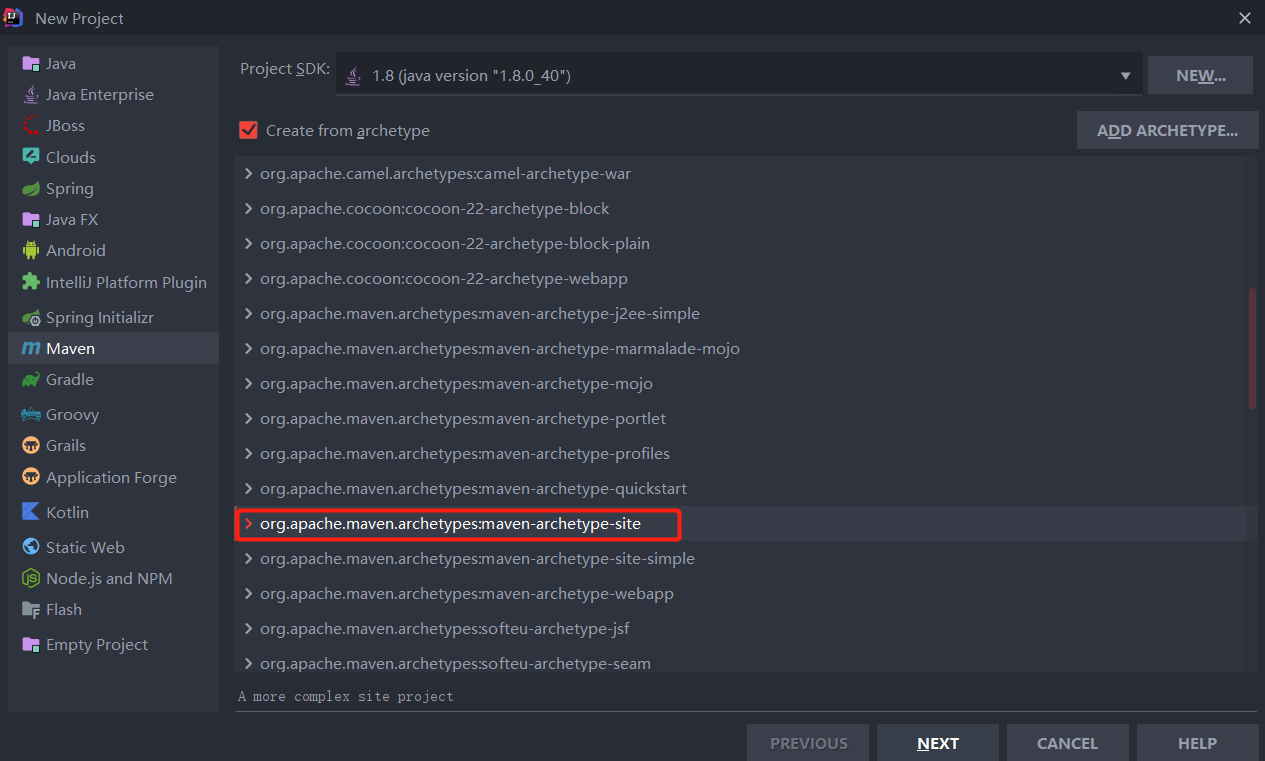 New Project
Java
Java Enterprise
JBoss
Clouds
Spring
Java FX
Android
IntelliJ Platform Plugin
Spring Initializr
Maven
Gradle
Groovy
Grails
Application Forge
Kotlin
Static Web
Node.js and NPM
Flash
Empty Project
Project SDK: 1.8 (java version "1.8.0_40") NEW...
Create from archetype ADD ARCHETYPE...
org.apache.camel.archetypes:camel-archetype-war
org.apache.cocoon:cocoon-22-archetype-block
org.apache.cocoon:cocoon-22-archetype-block-plain
org.apache.cocoon:cocoon-22-archetype-webapp
org.apache.maven.archetypes:maven-archetype-j2ee-simple
org.apache.maven.archetypes:maven-archetype-marmalade-mojo
org.apache.maven.archetypes:maven-archetype-mojo
org.apache.maven.archetypes:maven-archetype-portlet
org.apache.maven.archetypes:maven-archetype-profiles
org.apache.maven.archetypes:maven-archetype-quickstart
org.apache.maven.archetypes:maven-archetype-site
org.apache.maven.archetypes:maven-archetype-site-simple
org.apache.maven.archetypes:maven-archetype-webapp
org.apache.maven.archetypes:softeu-archetype-jsf
org.apache.maven.archetypes:softeu-archetype-seam
A more complex site project
PREVIOUS NEXT CANCEL HELP